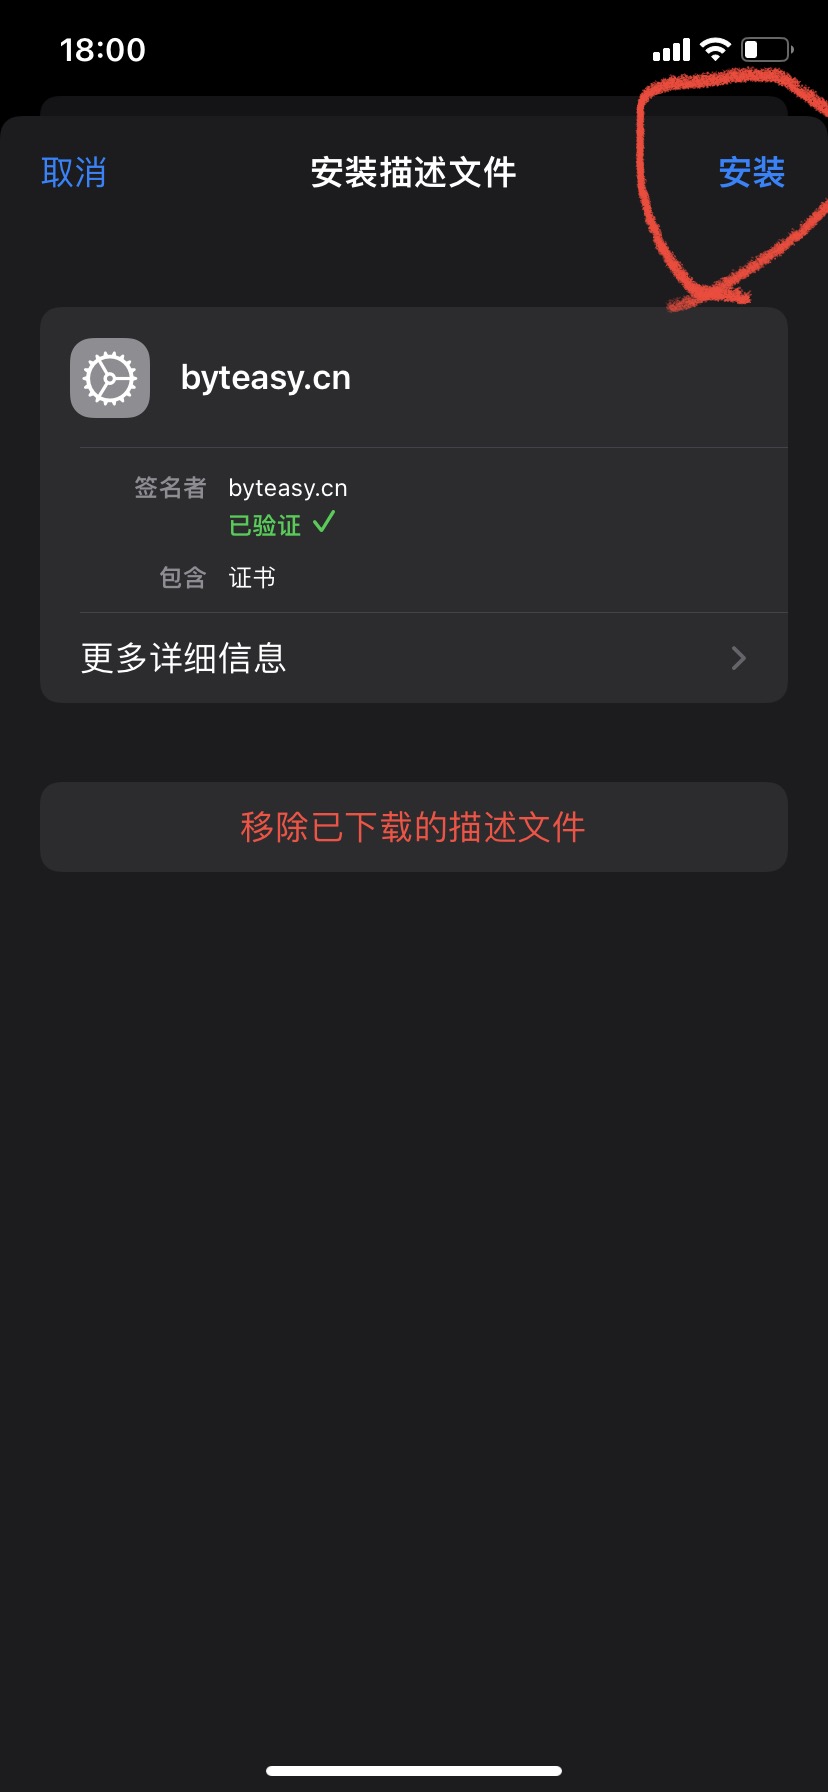 18:00
取消 安装描述文件 安装
byteasy.cn
签名者 byteasy.cn
已验证 ✓
包含 证书
更多详细信息
移除已下载的描述文件